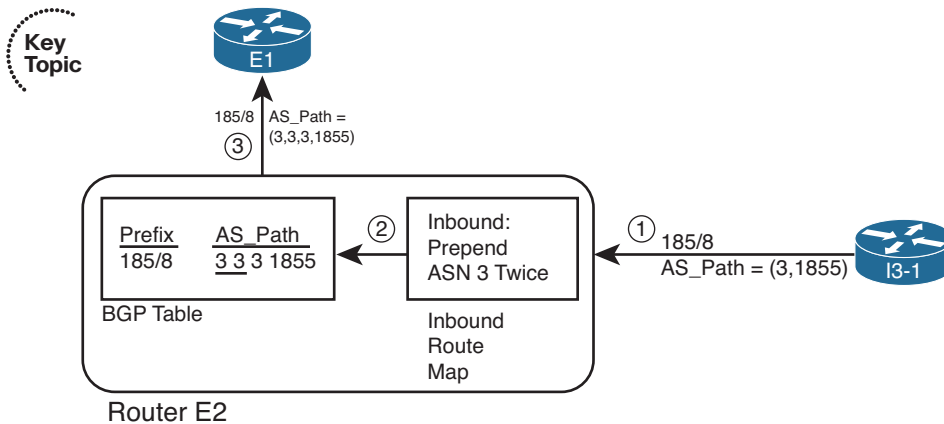 Key
Topic
E1
185/8
AS_Path =
(3,3,3,1855)
3
Prefix
AS_Path
185/8
3 3 3 1855
BGP Table
2
Inbound:
Prepend
ASN 3 Twice
Inbound
Route
Map
1
185/8
AS_Path = (3,1855)
I3-1
Router E2